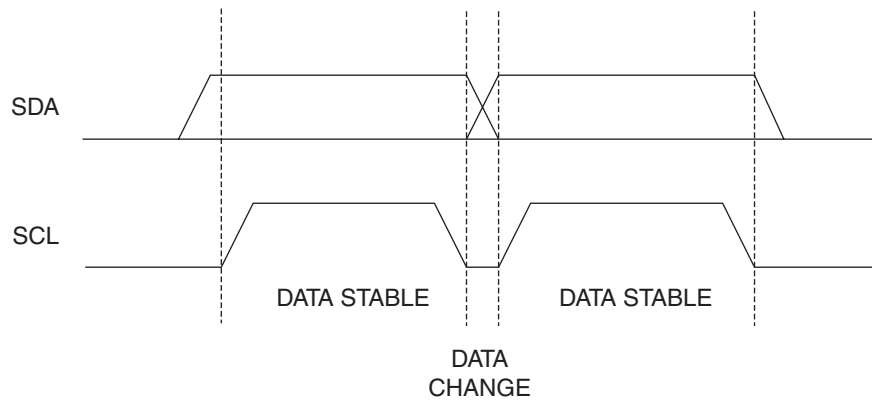 SDA
SCL
DATA STABLE
DATA STABLE
DATA
CHANGE